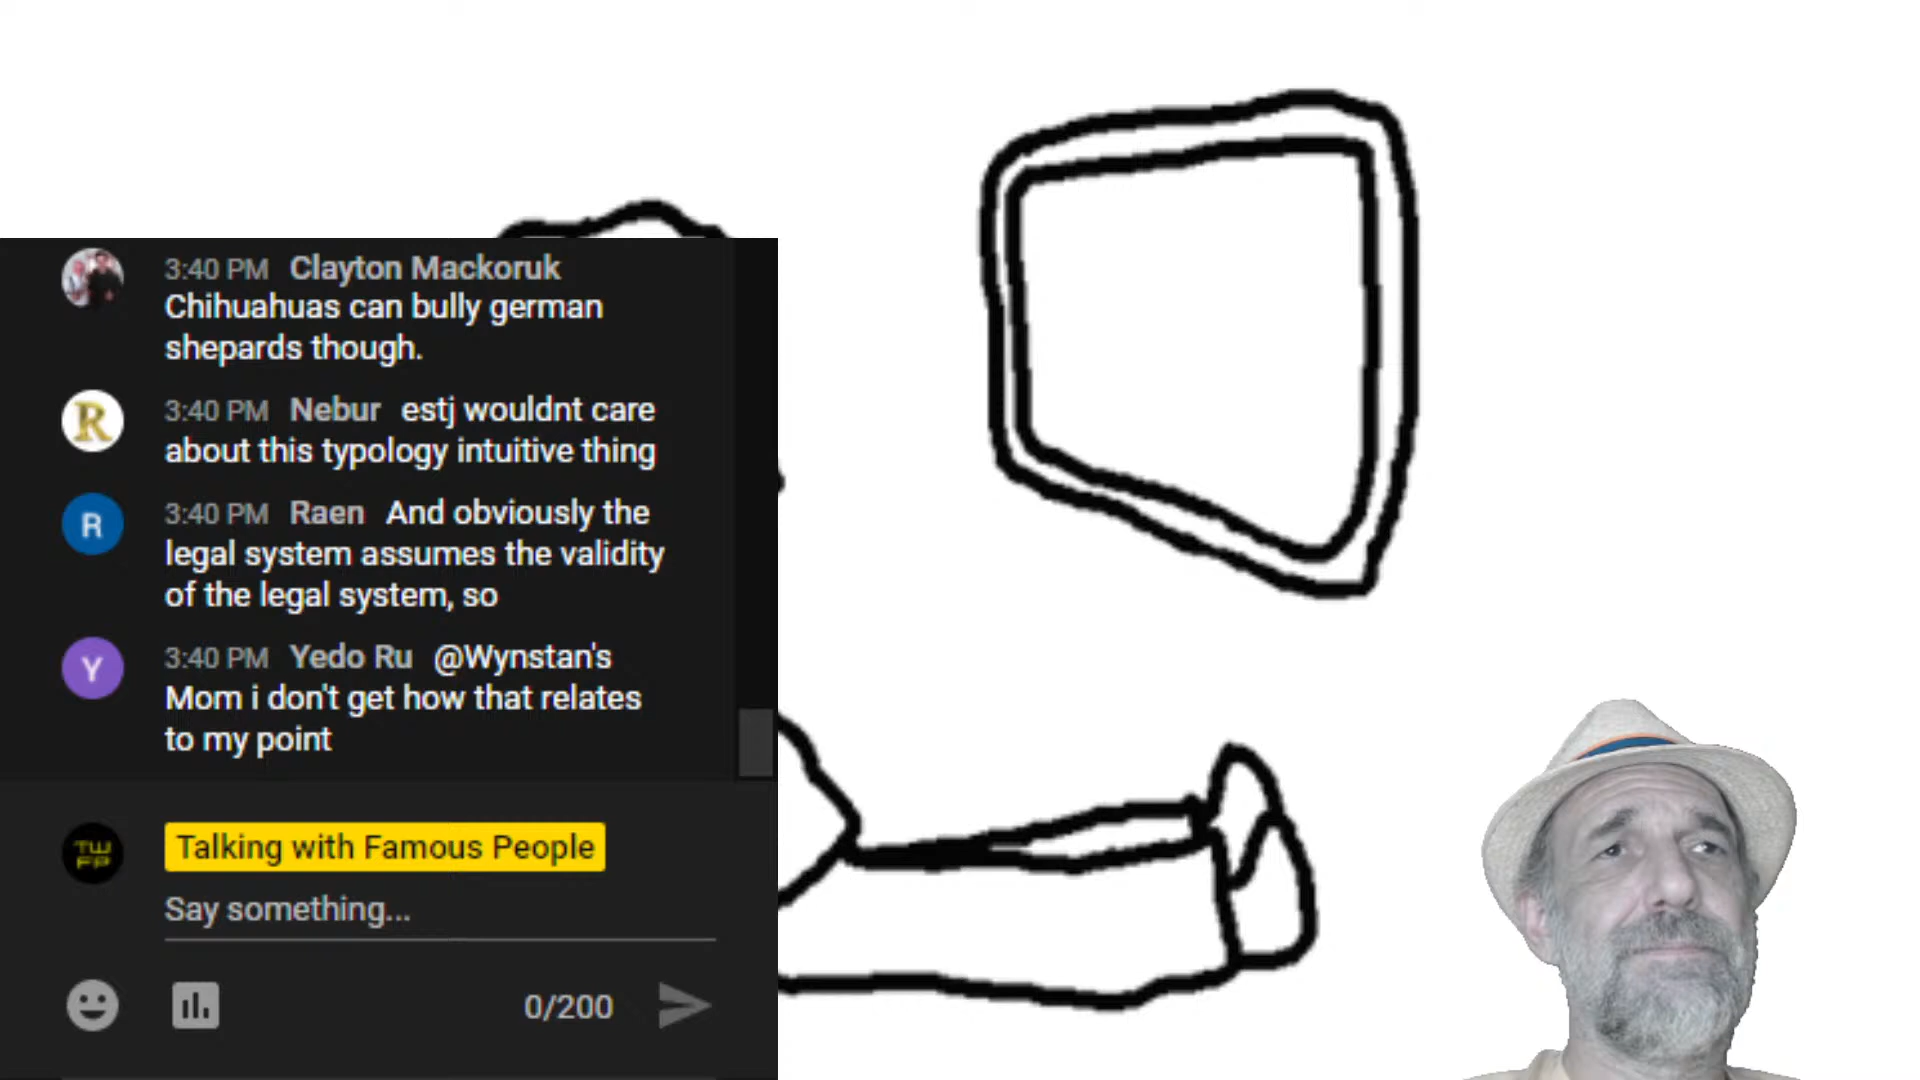 3:40 PM Clayton Mackoruk
Chihuahuas can bully german
shepards though.
R
3:40 PM Nebur estj wouldnt care
about this typology intuitive thing
R
3:40 PM Raen And obviously the
legal system assumes the validity
of the legal system, so
Y
3:40 PM Yedo Ru @Wynstan's
Mom i don't get how that relates
to my point
TW
FP
Talking with Famous People
Say something...
0/200